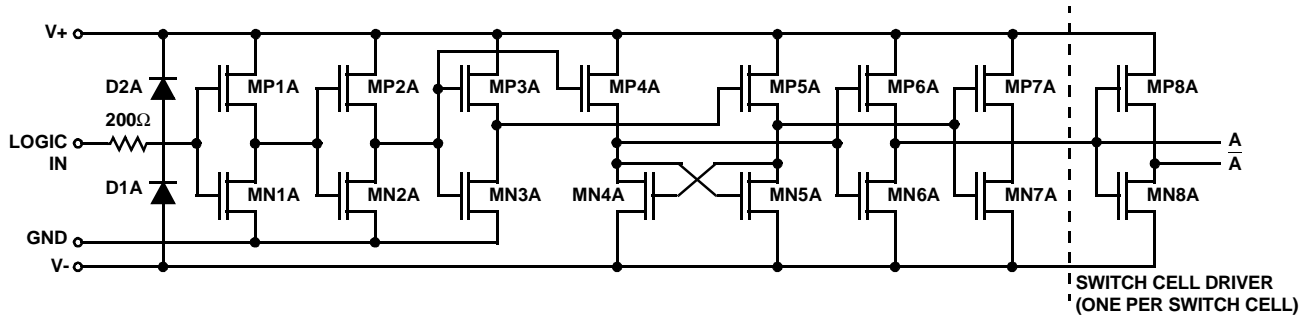 V+
D2A
MP1A
MP2A
MP3A
MP4A
MP5A
MP6A
MP7A
MP8A
200Ω
LOGIC
IN
A
A̅
D1A
MN1A
MN2A
MN3A
MN4A
MN5A
MN6A
MN7A
MN8A
GND
V-
SWITCH CELL DRIVER
(ONE PER SWITCH CELL)